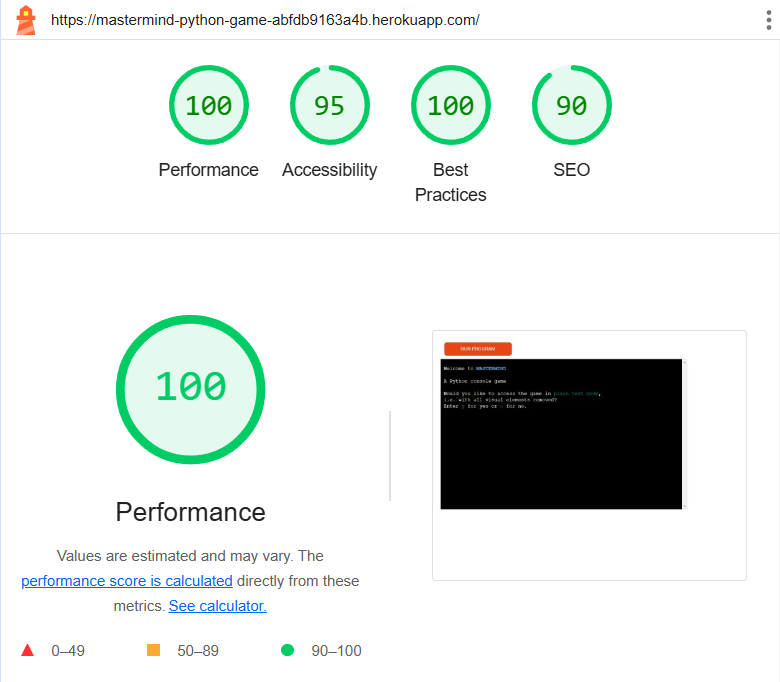 https://mastermind-python-game-abfdb9163a4b.herokuapp.com/
100
95
100
90
Performance
Accessibility
Best
Practices
SEO
100
Performance
Values are estimated and may vary. The
performance score is calculated directly from these
metrics. See calculator.
0–49
50–89
90–100
RUN PROGRAM
Welcome to MASTERMIND
A Python console game
Would you like to access the game in plain text mode,
i.e. with all visual elements removed?
Enter y for yes or n for no.